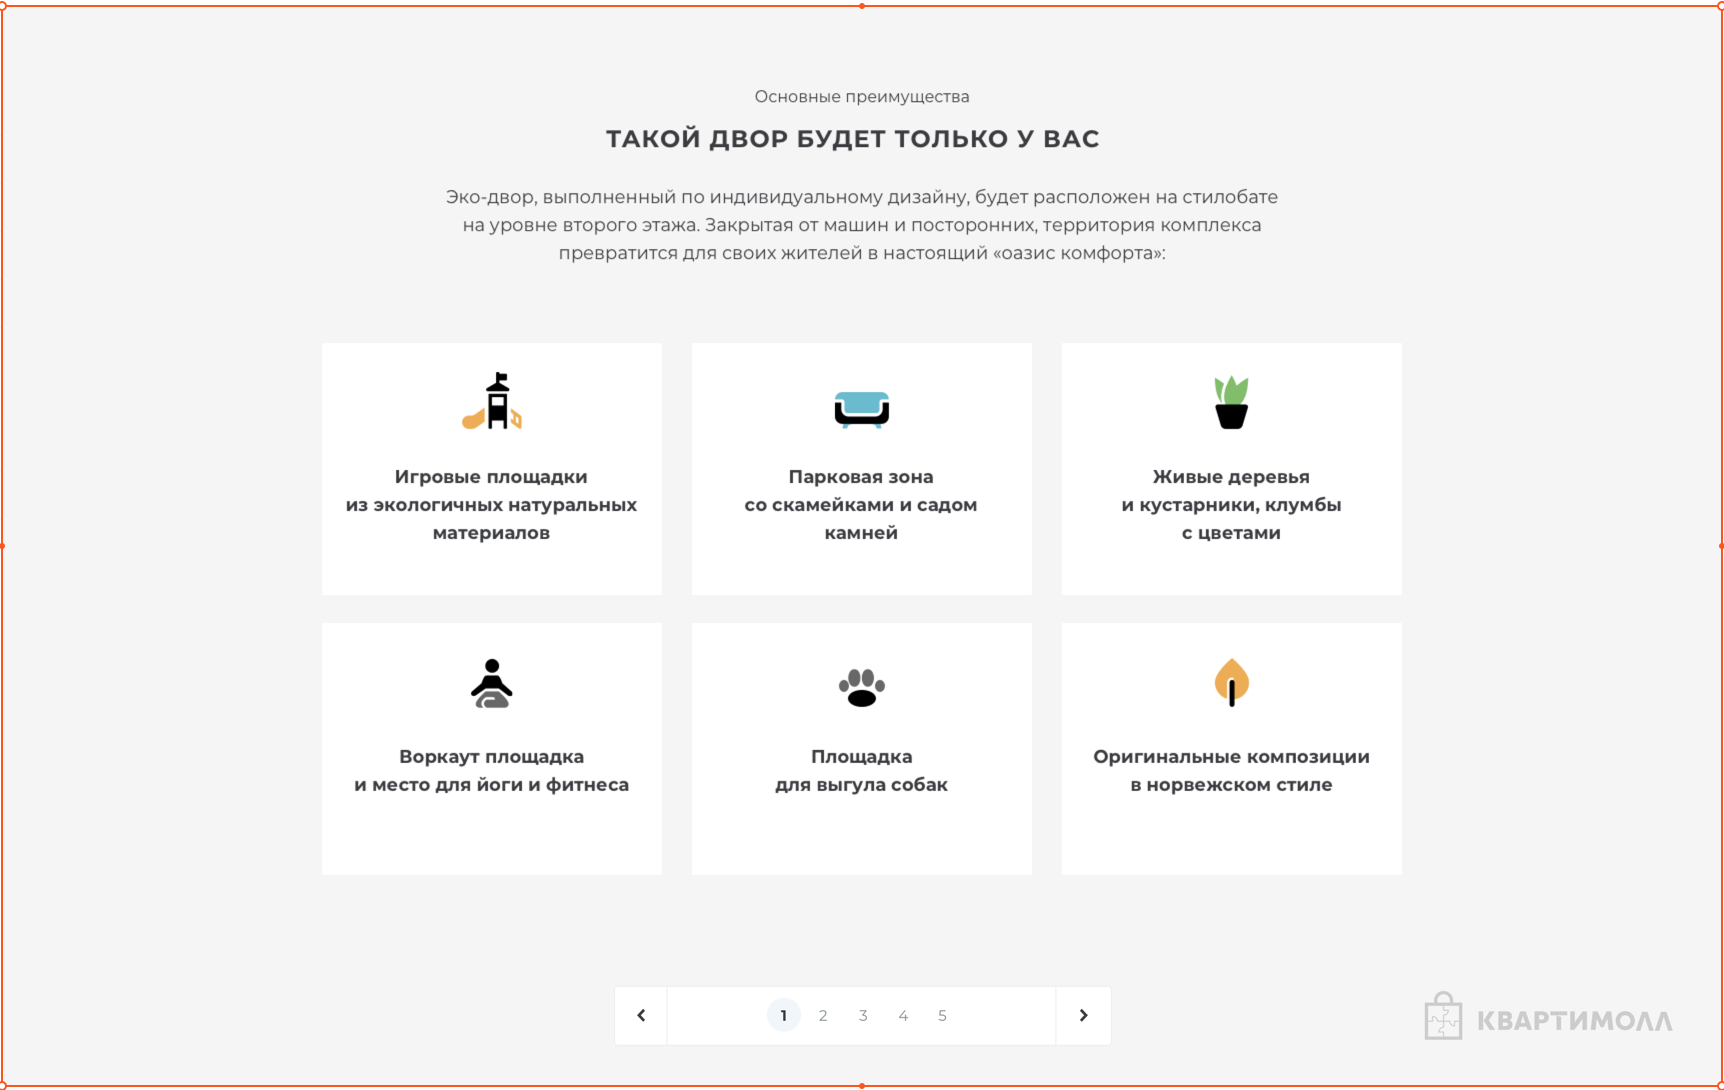 Основные преимущества
ТАКОЙ ДВОР БУДЕТ ТОЛЬКО У ВАС
Эко-двор, выполненный по индивидуальному дизайну, будет расположен на стилобате
на уровне второго этажа. Закрытая от машин и посторонних, территория комплекса
превратится для своих жителей в настоящий «оазис комфорта»:
Игровые площадки
из экологичных натуральных
материалов
Парковая зона
со скамейками и садом
камней
Живые деревья
и кустарники, клумбы
с цветами
Воркаут площадка
и место для йоги и фитнеса
Площадка
для выгула собак
Оригинальные композиции
в норвежском стиле
1 2 3 4 5
КВАРТИМОЛЛ